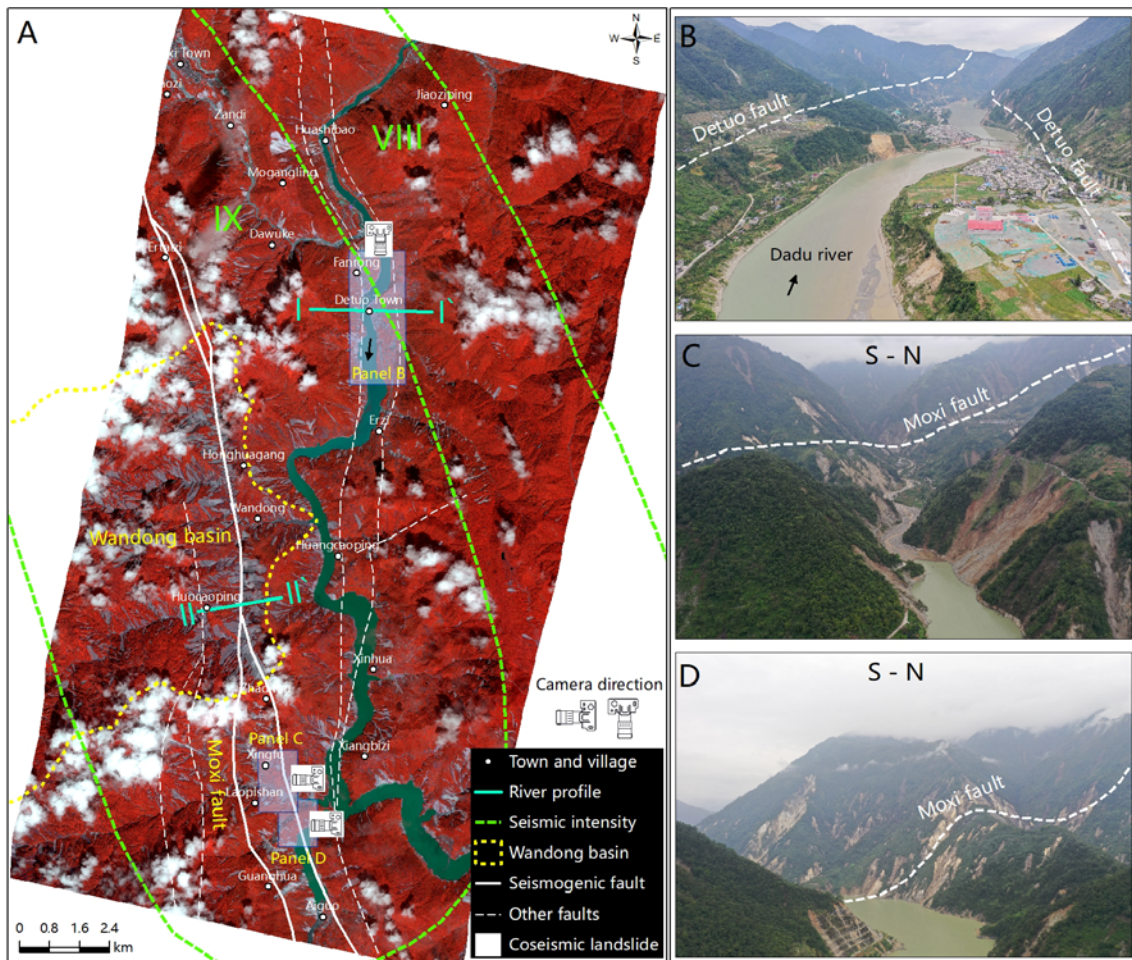 A
N
W E
S
xi Town
ozi
Zandi
Jiaoziping
Huashibao
VIII
Mogangling
IX
Dawuke
Ertaizi
Fanrong
Detuo Town
I I`
Panel B
Erzi
Honghuagang
Wandong
Wandong basin
Huangcaoping
Huocaoping
II II`
Xinhua
Camera direction
Panel C
Xingfu
Xiangbizi
Laopishan
Moxi fault
Panel D
Guanghua
Aiguo
0 0.8 1.6 2.4
km
Town and village
River profile
Seismic intensity
Wandong basin
Seismogenic fault
Other faults
Coseismic landslide
B
Detuo fault
Detuo fault
Dadu river
C
S - N
Moxi fault
D
S - N
Moxi fault